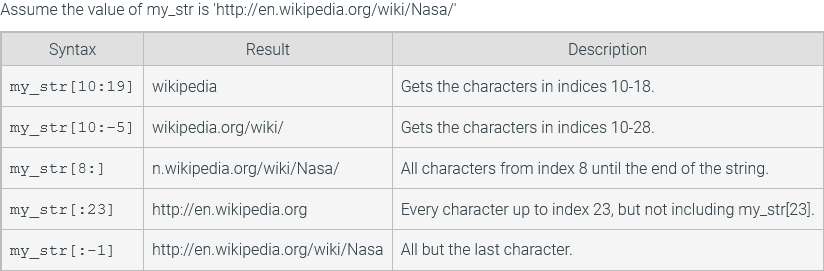 Assume the value of my_str is 'http://en.wikipedia.org/wiki/Nasa/'
Syntax Result Description
my_str[10:19] wikipedia Gets the characters in indices 10-18.
my_str[10:-5] wikipedia.org/wiki/ Gets the characters in indices 10-28.
my_str[8:] n.wikipedia.org/wiki/Nasa/ All characters from index 8 until the end of the string.
my_str[:23] http://en.wikipedia.org Every character up to index 23, but not including my_str[23].
my_str[:-1] http://en.wikipedia.org/wiki/Nasa All but the last character.